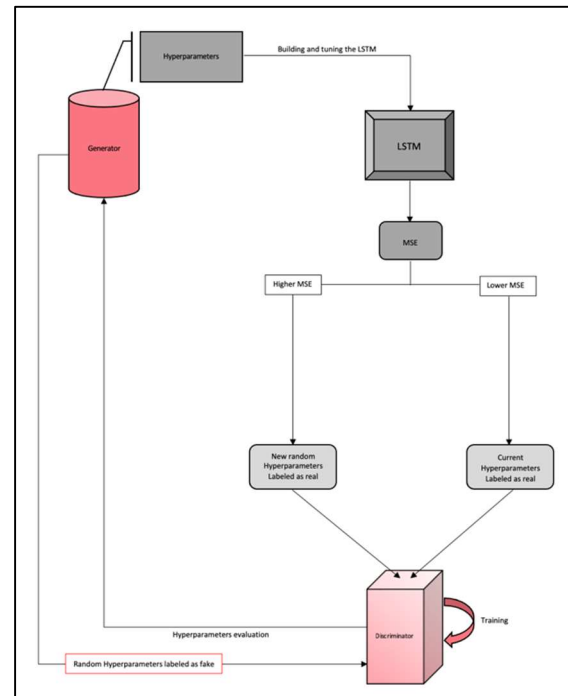 Hyperparameters
Building and tuning the LSTM
Generator
LSTM
MSE
Higher MSE
Lower MSE
New random
Hyperparameters
Labeled as real
Current
Hyperparameters
Labeled as real
Training
Discriminator
Hyperparameters evaluation
Random Hyperparameters labeled as fake